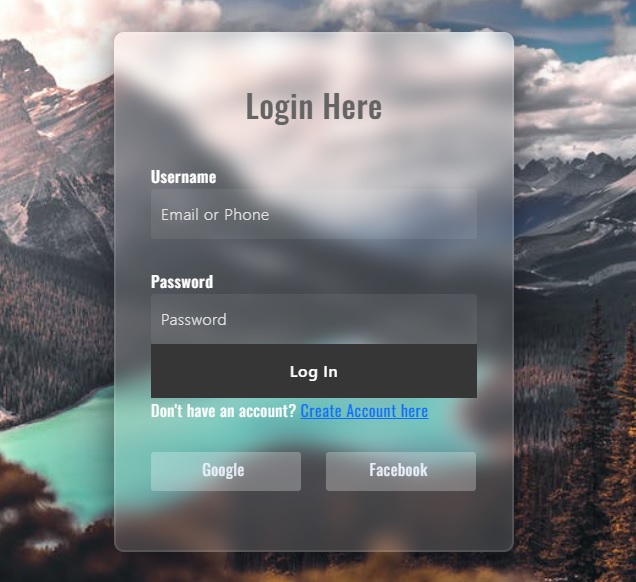 Login Here
Username
Email or Phone
Password
Password
Log In
Don't have an account? Create Account here
Google Facebook